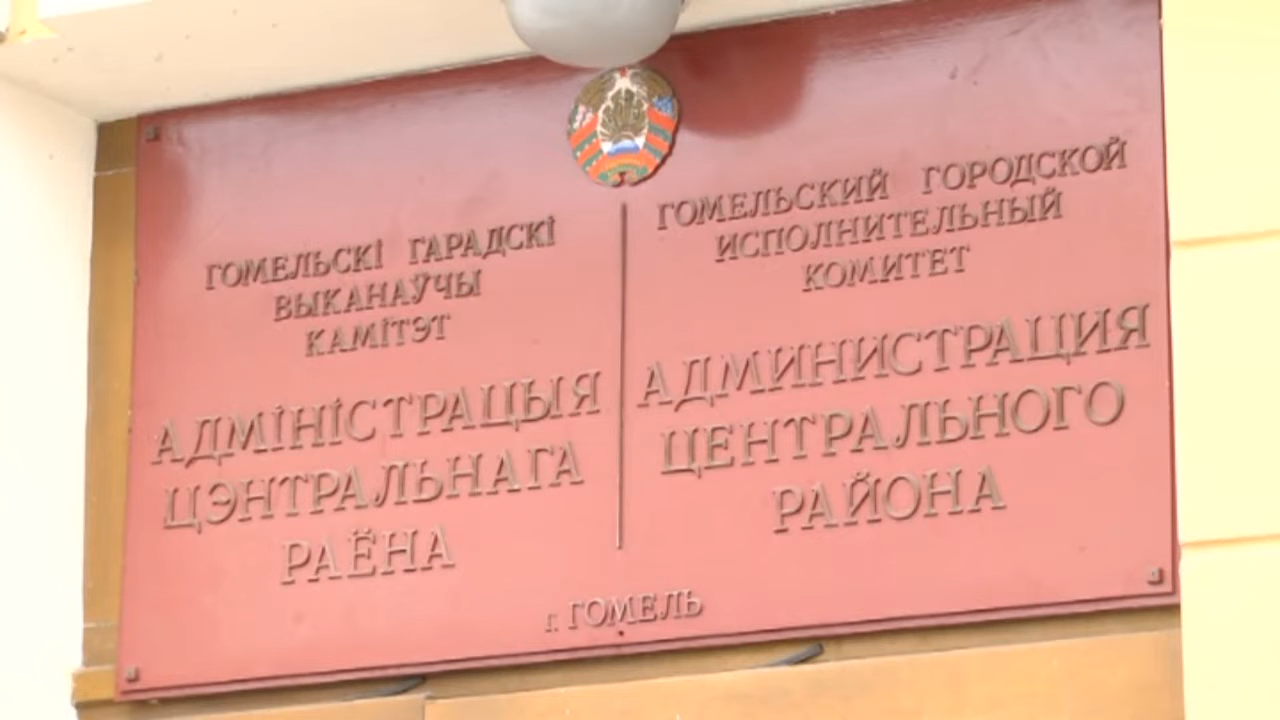 ГОМЕЛЬСКІ ГАРАДСКІ
ВЫКАНАЎЧЫ
КАМІТЭТ
АДМІНІСТРАЦЫЯ
ЦЭНТРАЛЬНАГА
РАЁНА
ГОМЕЛЬСКИЙ ГОРОДСКОЙ
ИСПОЛНИТЕЛЬНЫЙ
КОМИТЕТ
АДМИНИСТРАЦИЯ
ЦЕНТРАЛЬНОГО
РАЙОНА
г. ГОМЕЛЬ